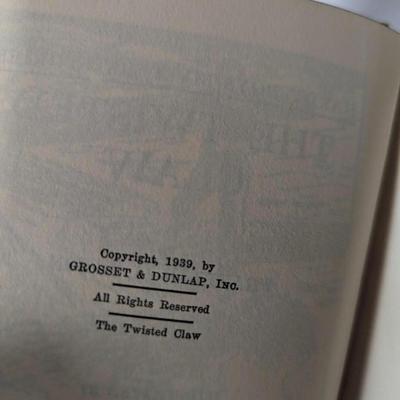 Copyright, 1939, by
GROSSET & DUNLAP, INC.
All Rights Reserved
The Twisted Claw